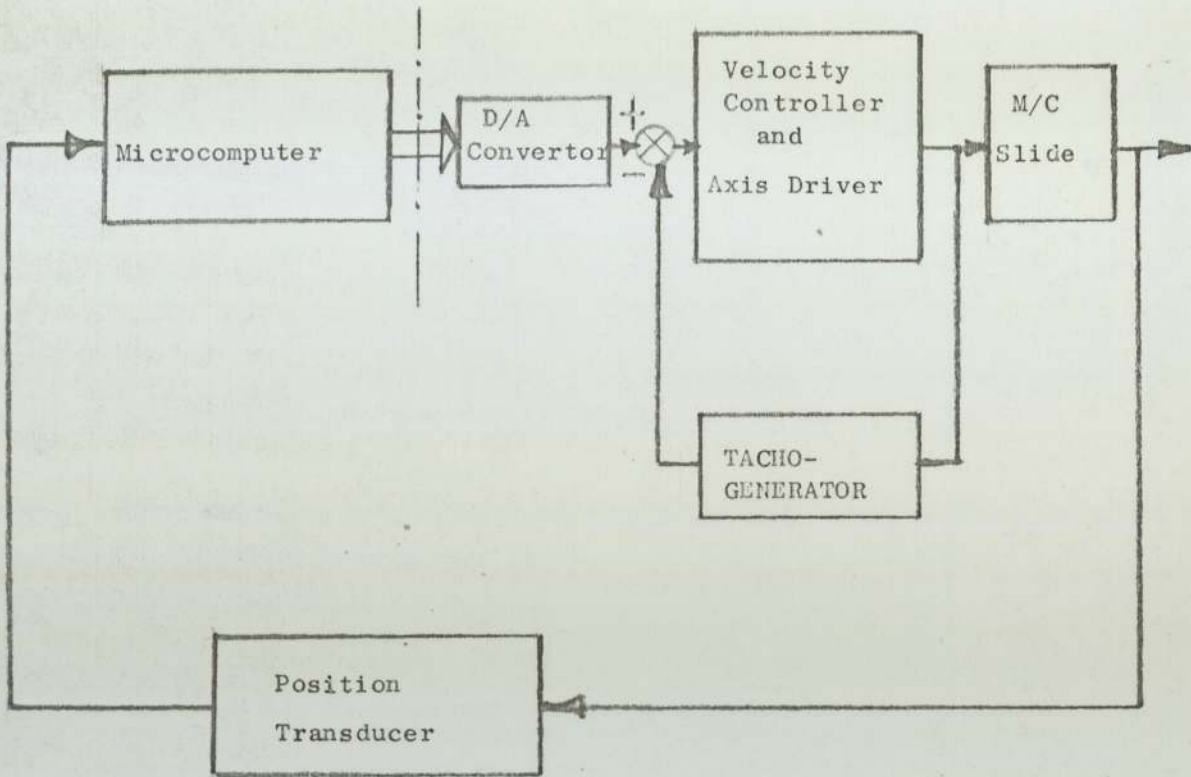 Microcomputer
D/A
Convertor
+
-
Velocity
Controller
and
Axis Driver
M/C
Slide
TACHO-
GENERATOR
Position
Transducer